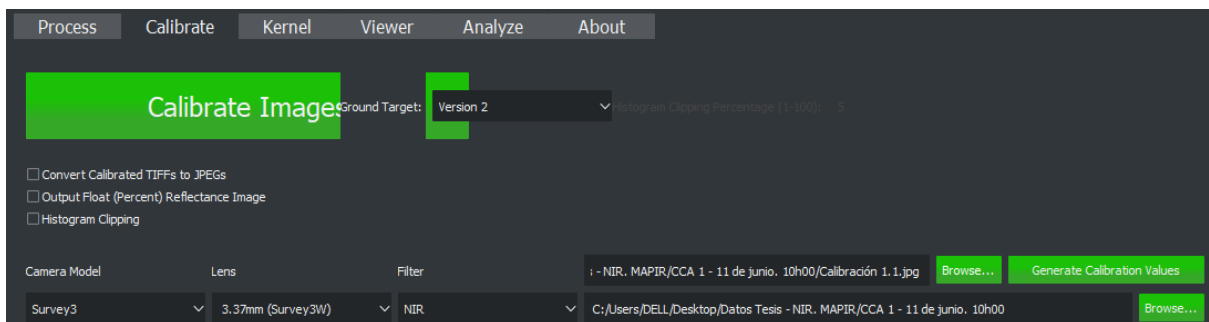 Process Calibrate Kernel Viewer Analyze About
Calibrate Images Ground Target: Version 2 Histogram Clipping Percentage (1-100): 5
Convert Calibrated TIFFs to JPEGs
Output Float (Percent) Reflectance Image
Histogram Clipping
Camera Model Lens Filter - NIR. MAPIR/CCA 1 - 11 de junio. 10h00/Calibración 1.1.jpg Browse... Generate Calibration Values
Survey3 3.37mm (Survey3W) NIR C:/Users/DELL/Desktop/Datos Tesis - NIR. MAPIR/CCA 1 - 11 de junio. 10h00 Browse...